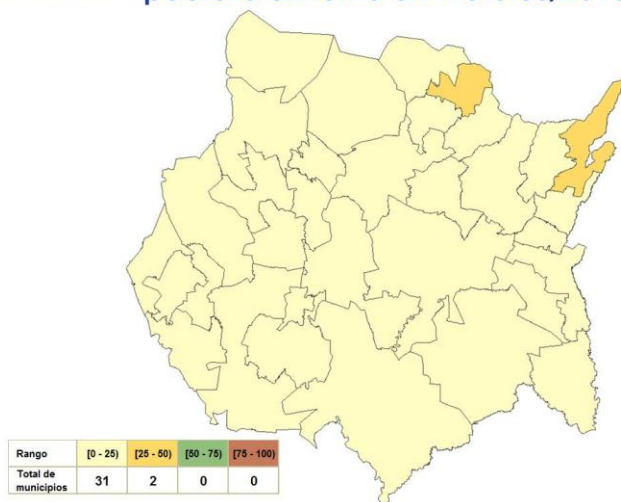 Rango [0 - 25) [25 - 50) [50 - 75) [75 - 100)
Total de municipios 31 2 0 0